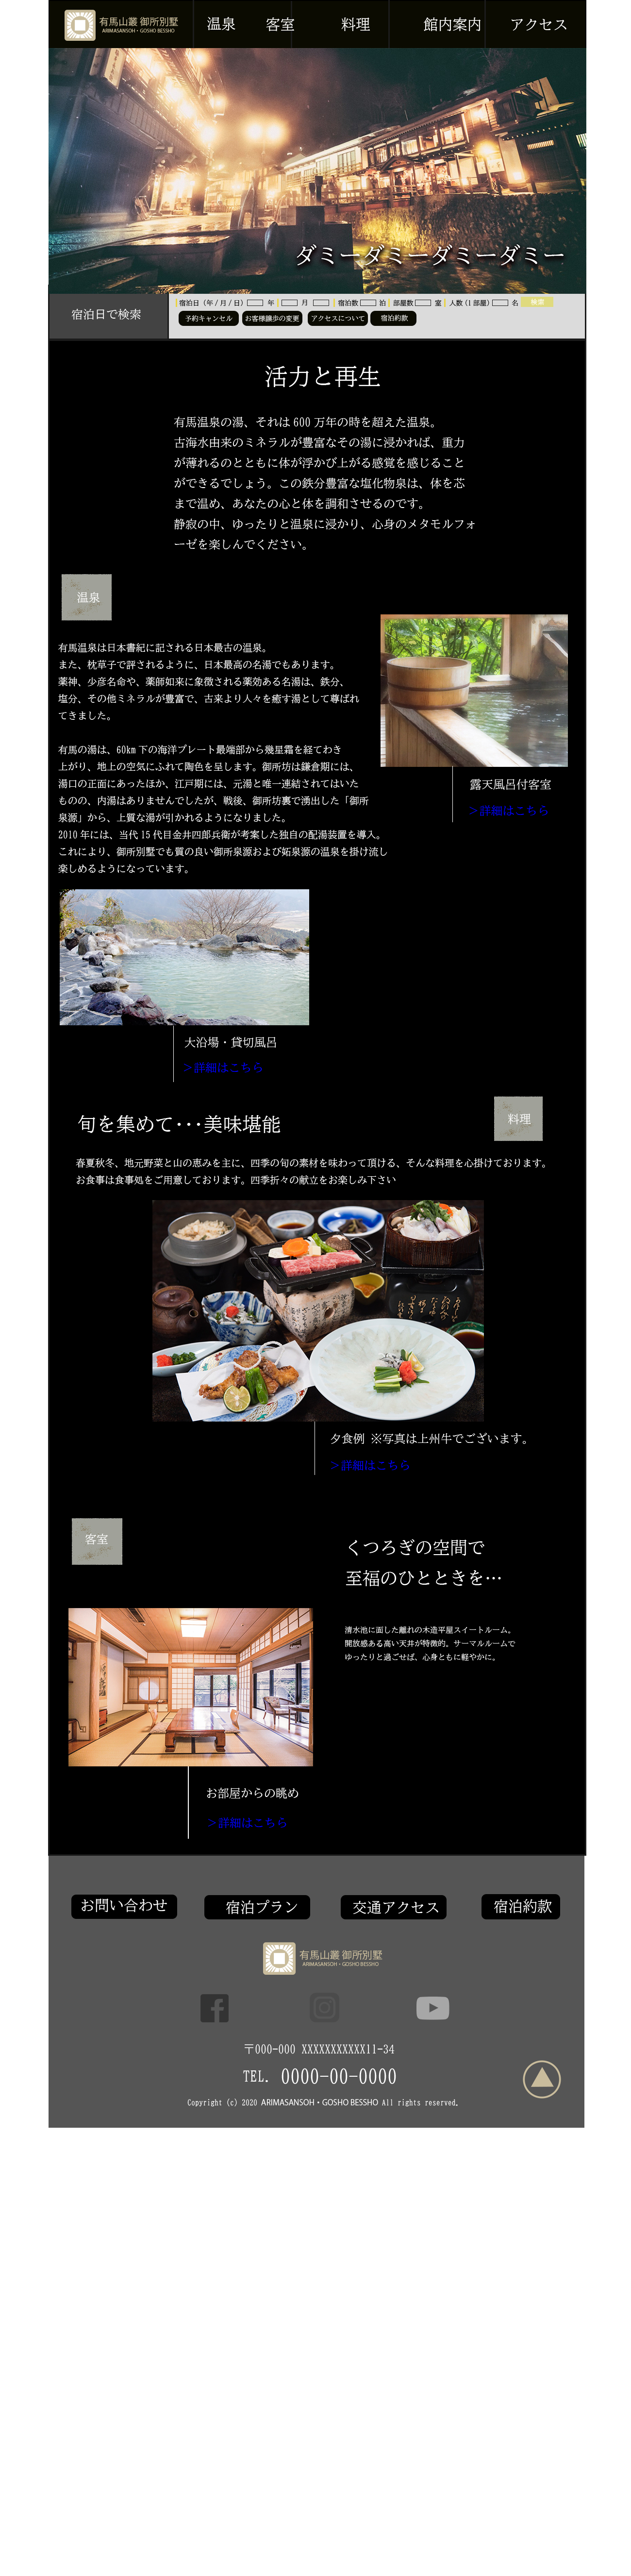 有馬山叢 御所別墅
ARIMASANSOH・GOSHO BESSHO
温泉 客室 料理 館内案内 アクセス
ダミーダミーダミーダミー
宿泊日で検索
宿泊日（年 / 月 / 日） 年 月 宿泊数 泊 部屋数 室 人数（1 部屋） 名 検索
予約キャンセル お客様譲歩の変更 アクセスについて 宿泊約款
活力と再生
有馬温泉の湯、それは 600 万年の時を超えた温泉。
古海水由来のミネラルが豊富なその湯に浸かれば、重力
が薄れるのとともに体が浮かび上がる感覚を感じること
ができるでしょう。この鉄分豊富な塩化物泉は、体を芯
まで温め、あなたの心と体を調和させるのです。
静寂の中、ゆったりと温泉に浸かり、心身のメタモルフォ
ーゼを楽しんでください。
温泉
有馬温泉は日本書紀に記される日本最古の温泉。
また、枕草子で評されるように、日本最高の名湯でもあります。
薬神、少彦名命や、薬師如来に象徴される薬効ある名湯は、鉄分、
塩分、その他ミネラルが豊富で、古来より人々を癒す湯として尊ばれ
てきました。
有馬の湯は、60km 下の海洋プレート最端部から幾星霜を経てわき
上がり、地上の空気にふれて陶色を呈します。御所坊は鎌倉期には、
湯口の正面にあったほか、江戸期には、元湯と唯一連結されてはいた
ものの、内湯はありませんでしたが、戦後、御所坊裏で湧出した「御所
泉源」から、上質な湯が引かれるようになりました。
2010 年には、当代 15 代目金井四郎兵衛が考案した独自の配湯装置を導入。
これにより、御所別墅でも質の良い御所泉源および妬泉源の温泉を掛け流し
楽しめるようになっています。
露天風呂付客室
＞詳細はこちら
大浴場・貸切風呂
＞詳細はこちら
旬を集めて･･･美味堪能
料理
春夏秋冬、地元野菜と山の恵みを主に、四季の旬の素材を味わって頂ける、そんな料理を心掛けております。
お食事は食事処をご用意しております。四季折々の献立をお楽しみ下さい
夕食例 ※写真は上州牛でございます。
＞詳細はこちら
客室
くつろぎの空間で
至福のひとときを…
清水池に面した離れの木造平屋スイートルーム。
開放感ある高い天井が特徴的。サーマルルームで
ゆったりと過ごせば、心身ともに軽やかに。
お部屋からの眺め
＞詳細はこちら
お問い合わせ 宿泊プラン 交通アクセス 宿泊約款
有馬山叢 御所別墅
ARIMASANSOH・GOSHO BESSHO
〒000-000 XXXXXXXXXXX11-34
TEL. 0000-00-0000
Copyright (c) 2020 ARIMASANSOH・GOSHO BESSHO All rights reserved.